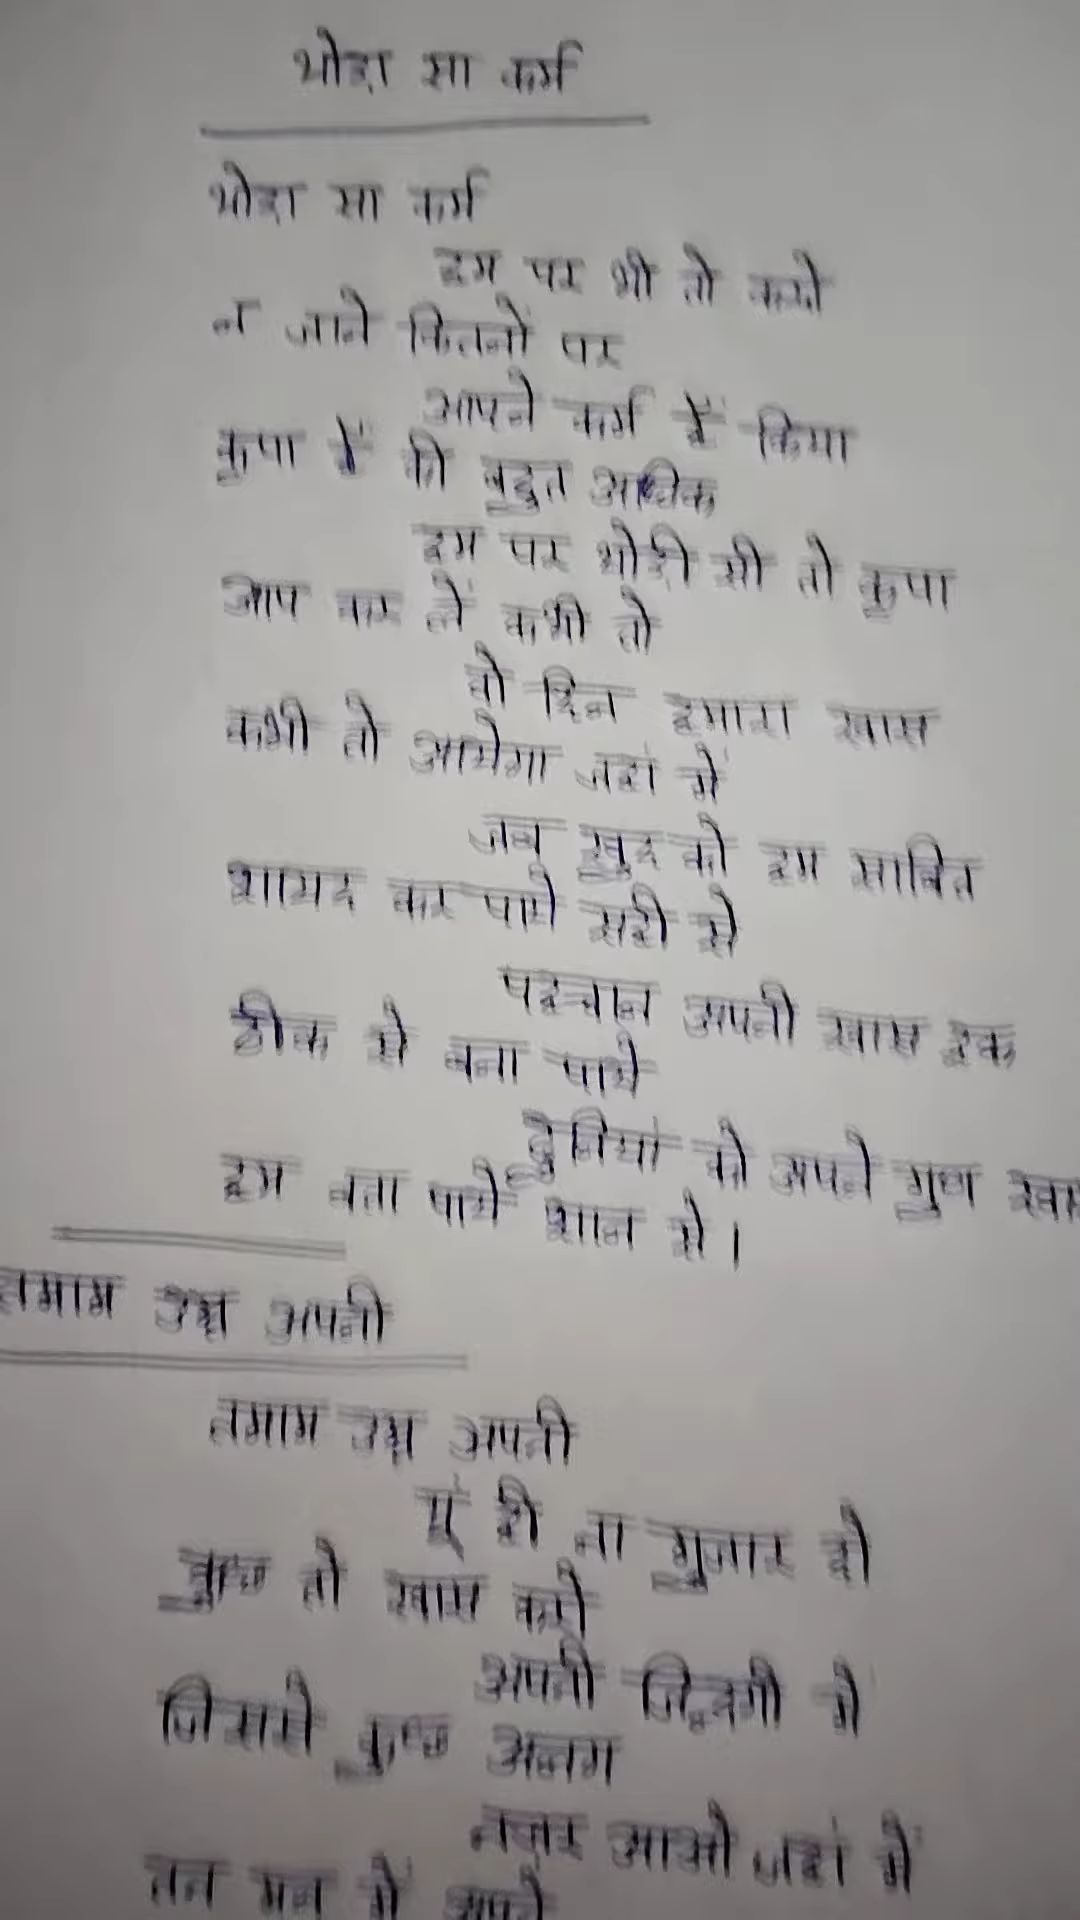 थोडा सा कर्म
थोडा सा कर्म
हम पर भी तो करो
न जाने कितनों पर
आपने कर्म हैं किया
कृपा हैं की बहुत अधिक
हम पर थोडी सी तो कृपा
आप कर लें कभी तो
वो दिन हमारा खास
कभी तो आयेगा जहां में
जब खुद को हम साबित
शायद कर पाये सही से
पहचान अपनी खास इक
ठीक से बना पाये
दुनियां को अपने गुण खास
हम बता पाये शान से।
तमाम उम्र अपनी
तमाम उम्र अपनी
यूं ही ना गुजार दो
कुछ तो खास करो
अपनी जिन्दगी मे
जिससे कुछ अलग
नज़र आओ जहां में
तन मन में अपने